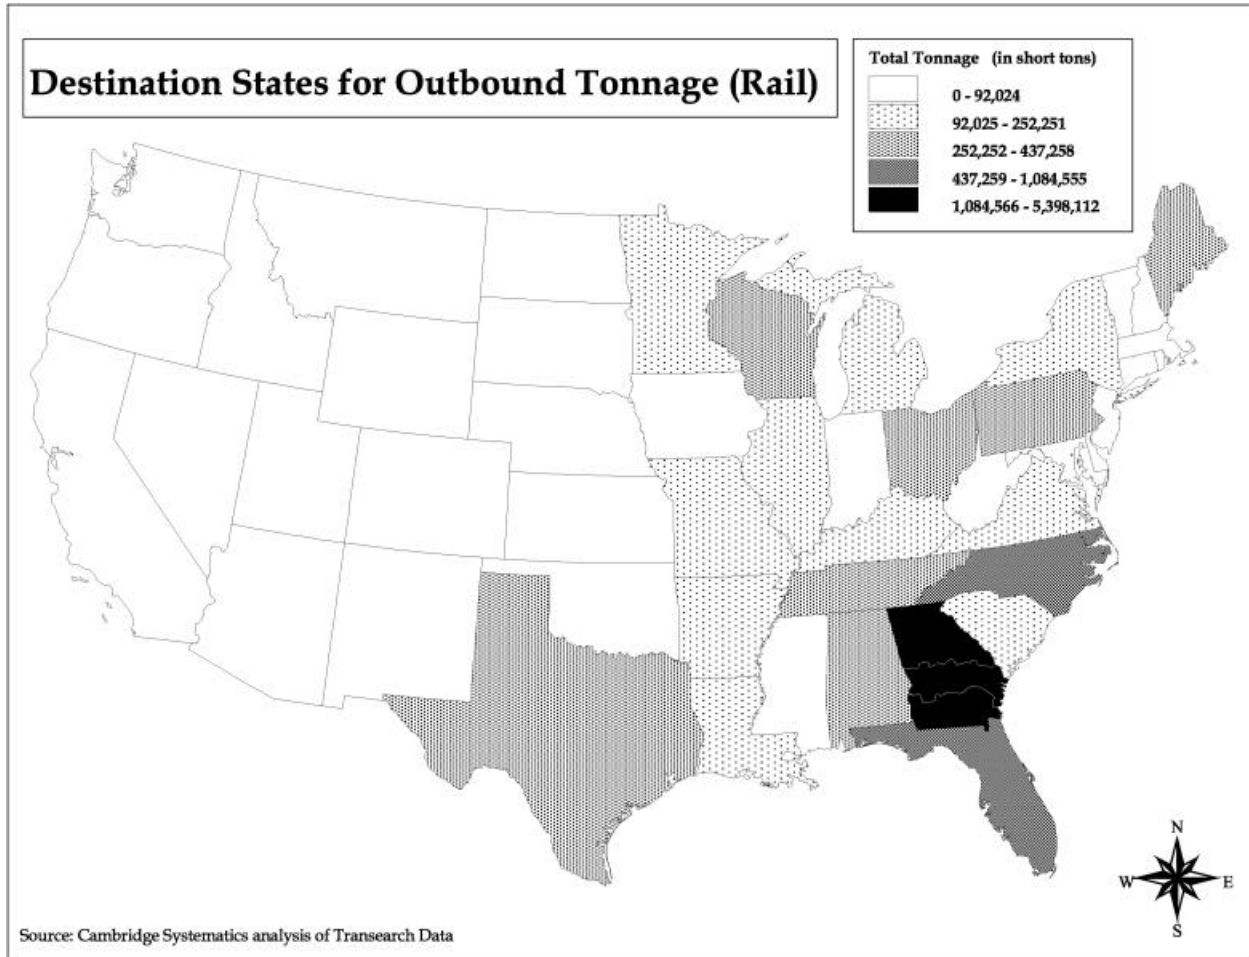 Destination States for Outbound Tonnage (Rail)
Total Tonnage (in short tons)
0 - 92,024
92,025 - 252,251
252,252 - 437,258
437,259 - 1,084,555
1,084,566 - 5,398,112
N
W E
S
Source: Cambridge Systematics analysis of Transearch Data